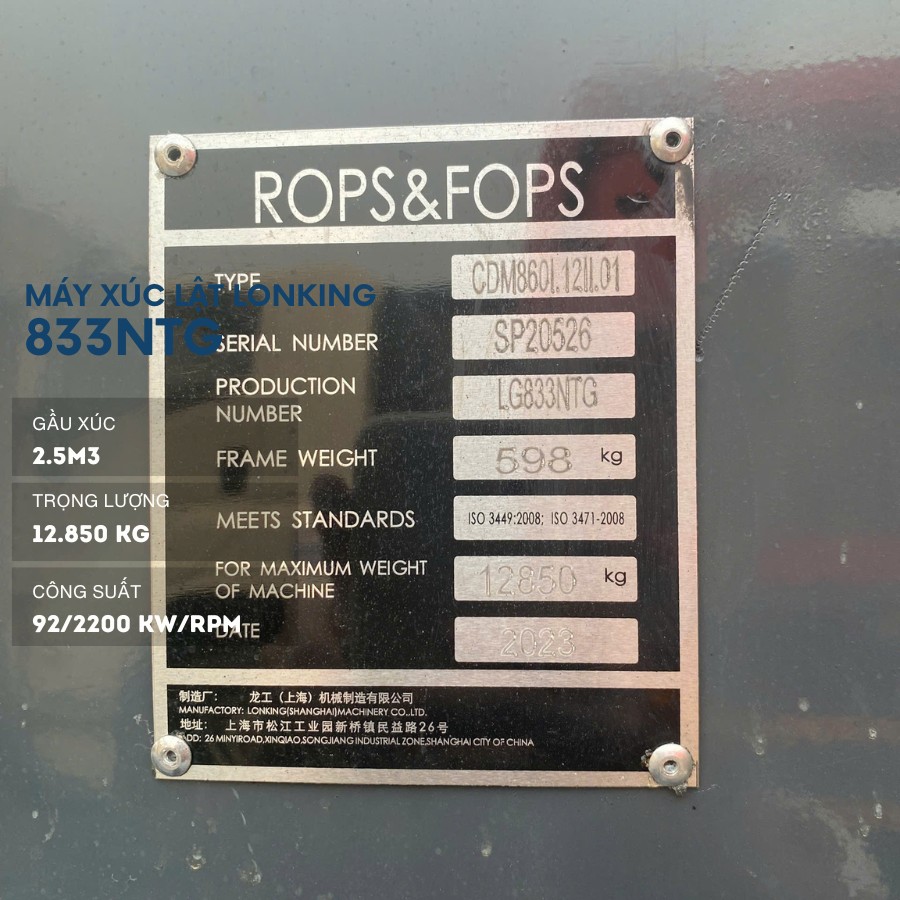 ROPS&FOPS
TYPE CDM860I.12II.01
MÁY XÚC LẬT LONKING
833NTG
SERIAL NUMBER SP20526
PRODUCTION
NUMBER LG833NTG
GẦU XÚC
2.5M3
FRAME WEIGHT 598 kg
TRỌNG LƯỢNG
12.850 KG
MEETS STANDARDS ISO 3449:2008; ISO 3471-2008
FOR MAXIMUM WEIGHT
OF MACHINE 12850 kg
CÔNG SUẤT
92/2200 KW/RPM
DATE 2023
制造厂: 龙工(上海)机械制造有限公司
MANUFACTORY: LONKING(SHANGHAI)MACHINERY CO.,LTD.
地址: 上海市松江工业园新桥镇民益路26号
ADD: 26 MINYIROAD,XINQIAO,SONGJIANG INDUSTRIAL ZONE,SHANGHAI CITY OF CHINA